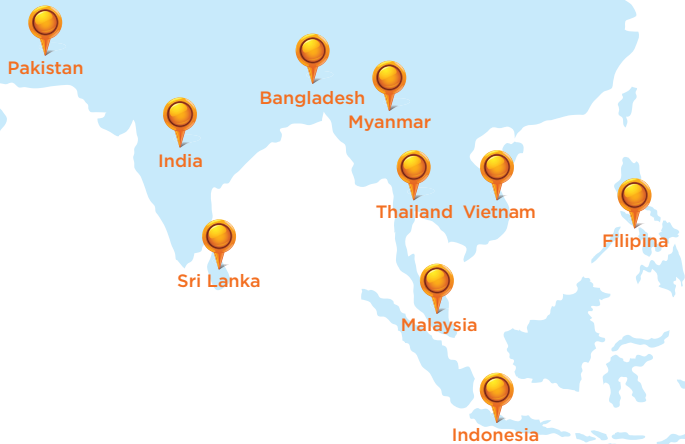 Pakistan
Bangladesh
Myanmar
India
Thailand
Vietnam
Filipina
Sri Lanka
Malaysia
Indonesia